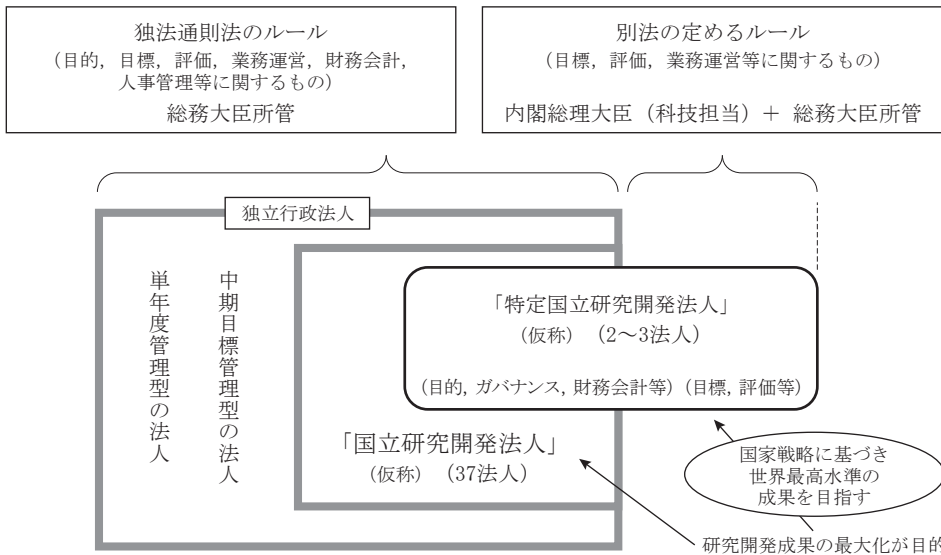 独法通則法のルール
(目的, 目標, 評価, 業務運営, 財務会計,
人事管理等に関するもの)
総務大臣所管
別法の定めるルール
(目標, 評価, 業務運営等に関するもの)
内閣総理大臣（科技担当）＋ 総務大臣所管
独立行政法人
単年度管理型の法人
中期目標管理型の法人
「特定国立研究開発法人」
(仮称) (2〜3法人)
(目的, ガバナンス, 財務会計等) (目標, 評価等)
「国立研究開発法人」
(仮称) (37法人)
国家戦略に基づき
世界最高水準の
成果を目指す
研究開発成果の最大化が目的